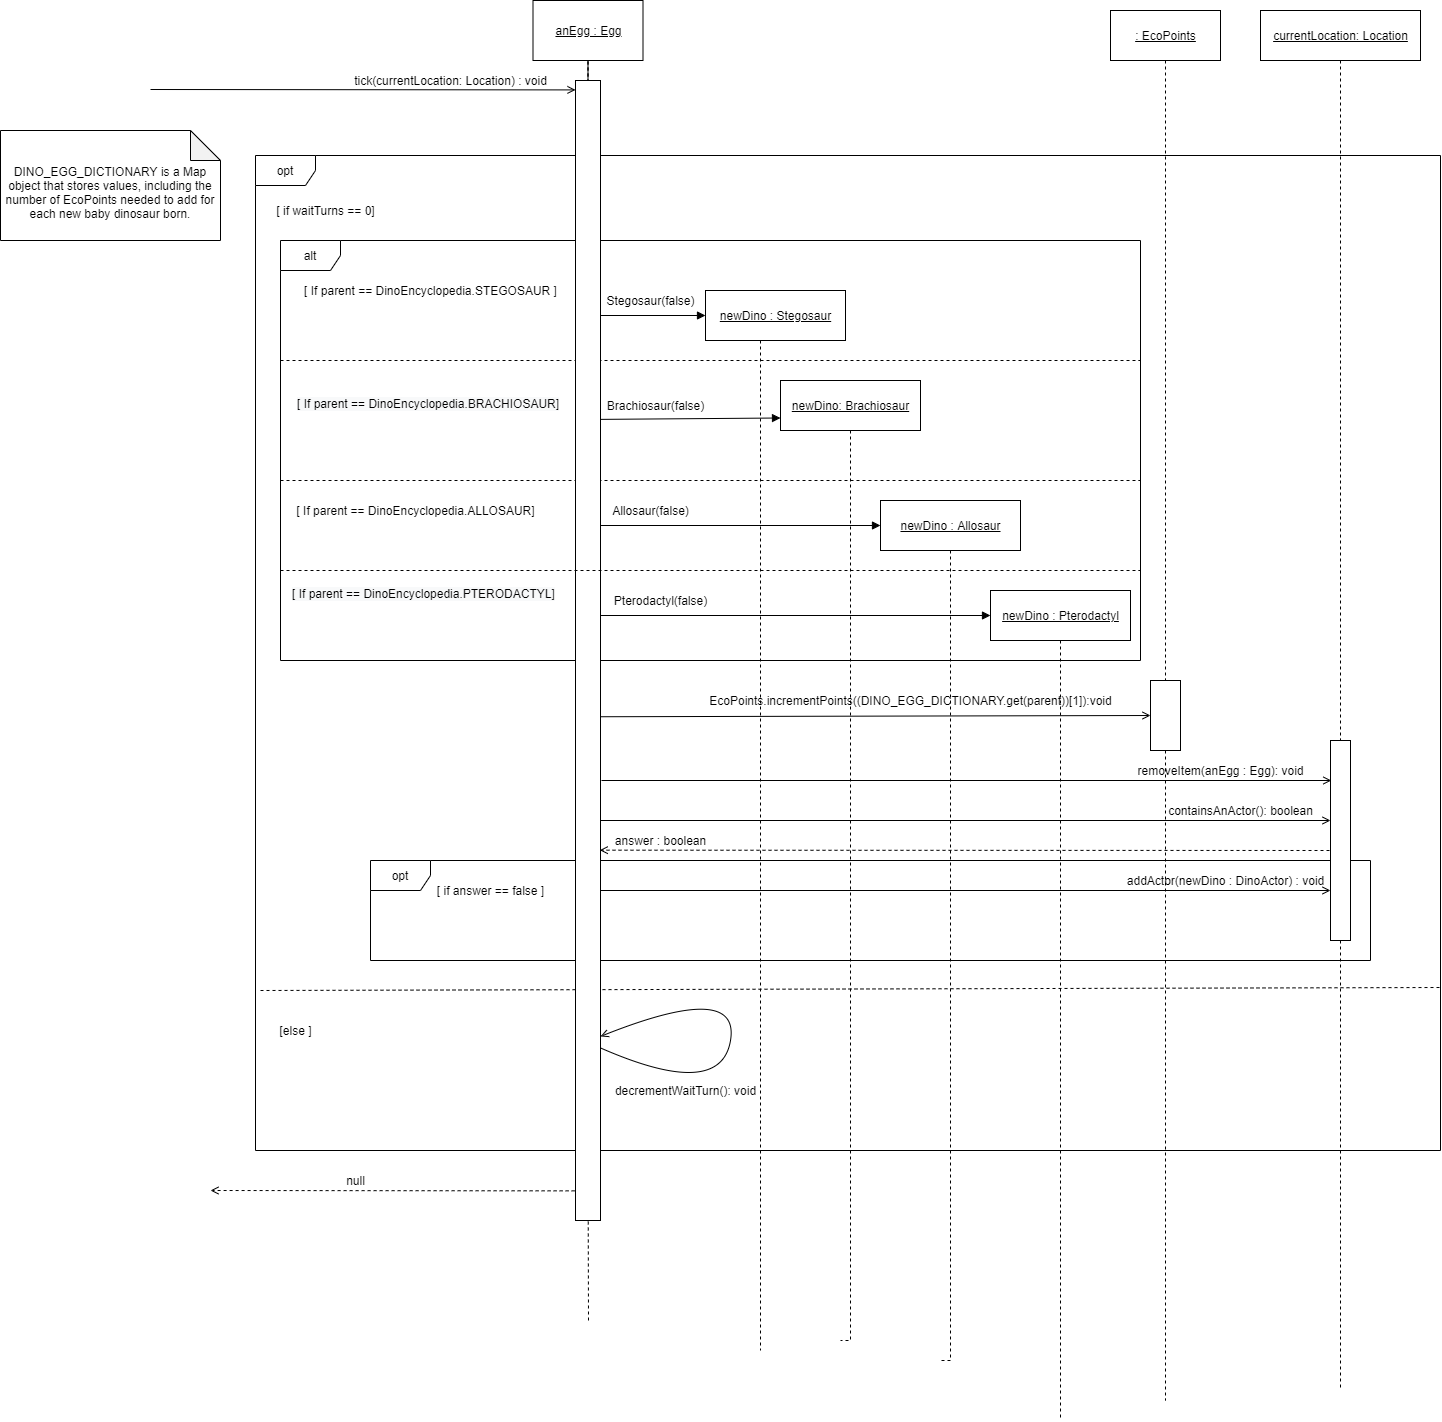 anEgg : Egg
: EcoPoints
currentLocation: Location
tick(currentLocation: Location) : void
DINO_EGG_DICTIONARY is a Map
object that stores values, including the
number of EcoPoints needed to add for
each new baby dinosaur born.
opt
[ if waitTurns == 0]
alt
[ If parent == DinoEncyclopedia.STEGOSAUR ]
Stegosaur(false)
newDino : Stegosaur
[ If parent == DinoEncyclopedia.BRACHIOSAUR]
Brachiosaur(false)
newDino: Brachiosaur
[ If parent == DinoEncyclopedia.ALLOSAUR]
Allosaur(false)
newDino : Allosaur
[ If parent == DinoEncyclopedia.PTERODACTYL]
Pterodactyl(false)
newDino : Pterodactyl
EcoPoints.incrementPoints((DINO_EGG_DICTIONARY.get(parent))[1]):void
removeItem(anEgg : Egg): void
containsAnActor(): boolean
answer : boolean
opt
[ if answer == false ]
addActor(newDino : DinoActor) : void
[else ]
decrementWaitTurn(): void
null